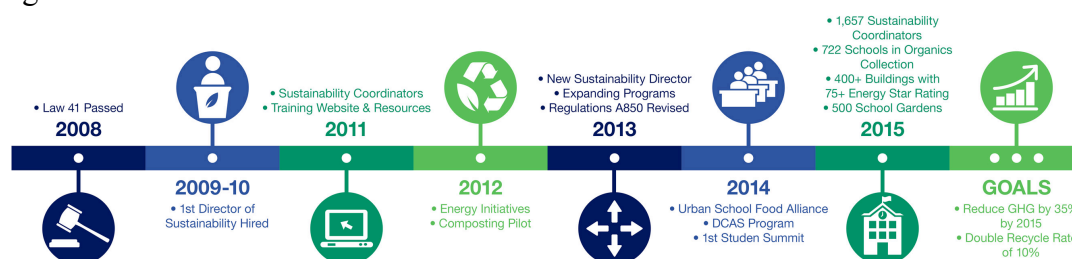 • Law 41 Passed
2008
2009-10
• 1st Director of
Sustainability Hired
• Sustainability Coordinators
• Training Website & Resources
2011
2012
• Energy Initiatives
• Composting Pilot
• New Sustainability Director
• Expanding Programs
• Regulations A850 Revised
2013
2014
• Urban School Food Alliance
• DCAS Program
• 1st Studen Summit
• 1,657 Sustainability
Coordinators
• 722 Schools in Organics
Collection
• 400+ Buildings with
75+ Energy Star Rating
• 500 School Gardens
2015
GOALS
• Reduce GHG by 35%
by 2015
• Double Recycle Rate
of 10%